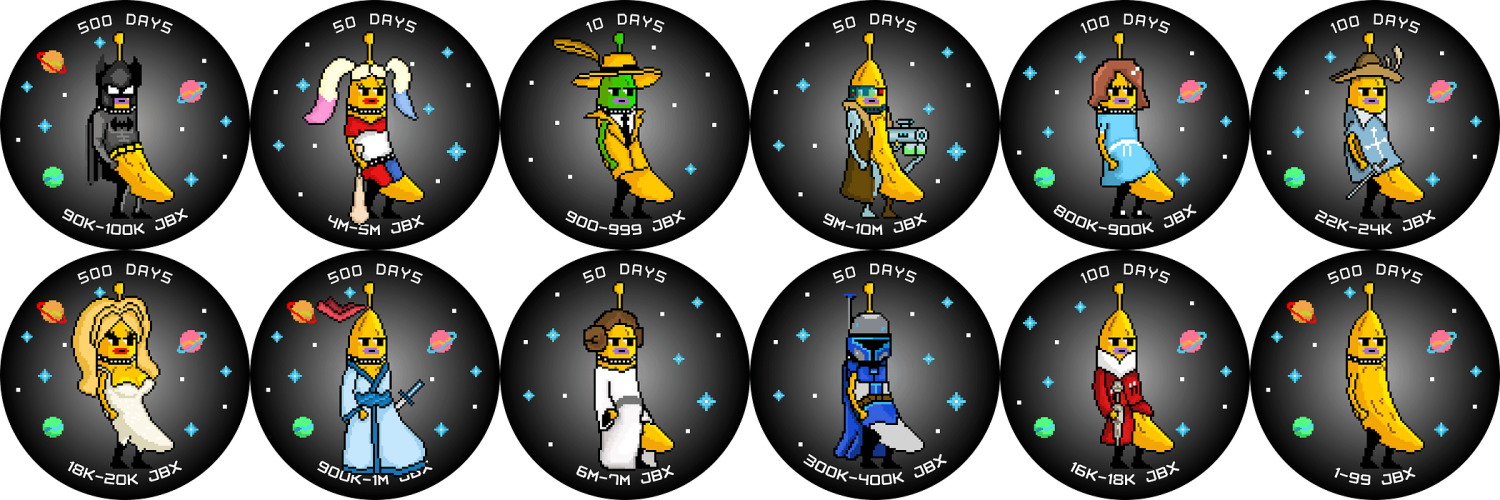 500 DAYS
90K-100K JBX
50 DAYS
4M-5M JBX
10 DAYS
900-999 JBX
50 DAYS
9M-10M JBX
100 DAYS
800K-900K JBX
100 DAYS
22K-24K JBX
500 DAYS
18K-20K JBX
500 DAYS
900K-1M JBX
50 DAYS
6M-7M JBX
50 DAYS
300K-400K JBX
100 DAYS
16K-18K JBX
500 DAYS
1-99 JBX